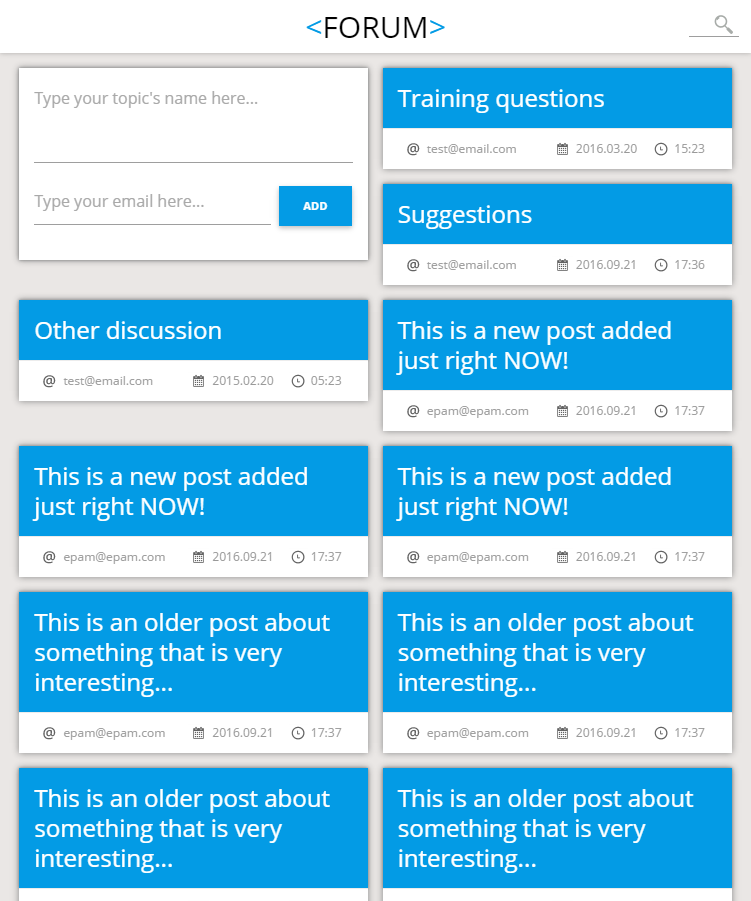 <FORUM>
Type your topic's name here...
Type your email here...
ADD
Training questions
@ test@email.com 2016.03.20 15:23
Suggestions
@ test@email.com 2016.09.21 17:36
Other discussion
@ test@email.com 2015.02.20 05:23
This is a new post added
just right NOW!
@ epam@epam.com 2016.09.21 17:37
This is a new post added
just right NOW!
@ epam@epam.com 2016.09.21 17:37
This is a new post added
just right NOW!
@ epam@epam.com 2016.09.21 17:37
This is an older post about
something that is very
interesting...
@ epam@epam.com 2016.09.21 17:37
This is an older post about
something that is very
interesting...
@ epam@epam.com 2016.09.21 17:37
This is an older post about
something that is very
interesting...
This is an older post about
something that is very
interesting...